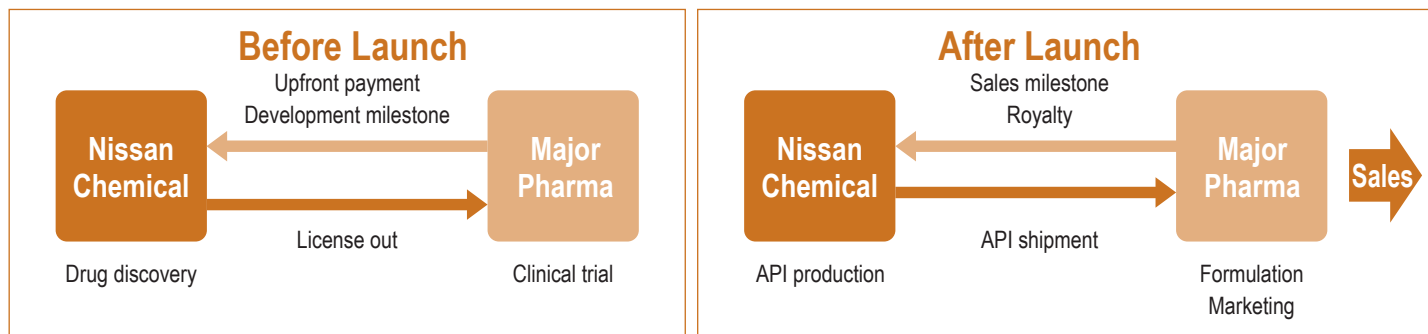 Before Launch
Upfront payment
Development milestone
Nissan
Chemical
Major
Pharma
License out
Drug discovery
Clinical trial
After Launch
Sales milestone
Royalty
Nissan
Chemical
Major
Pharma
Sales
API shipment
API production
Formulation
Marketing